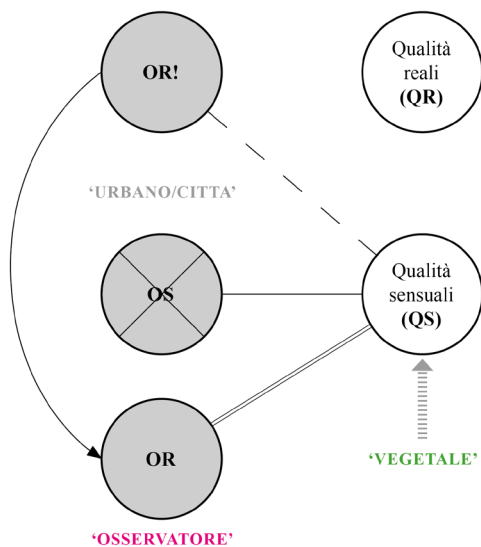 OR!
Qualità
reali
(QR)
‘URBANO/CITTA’
OS
Qualità
sensuali
(QS)
OR
‘VEGETALE’
‘OSSERVATORE’